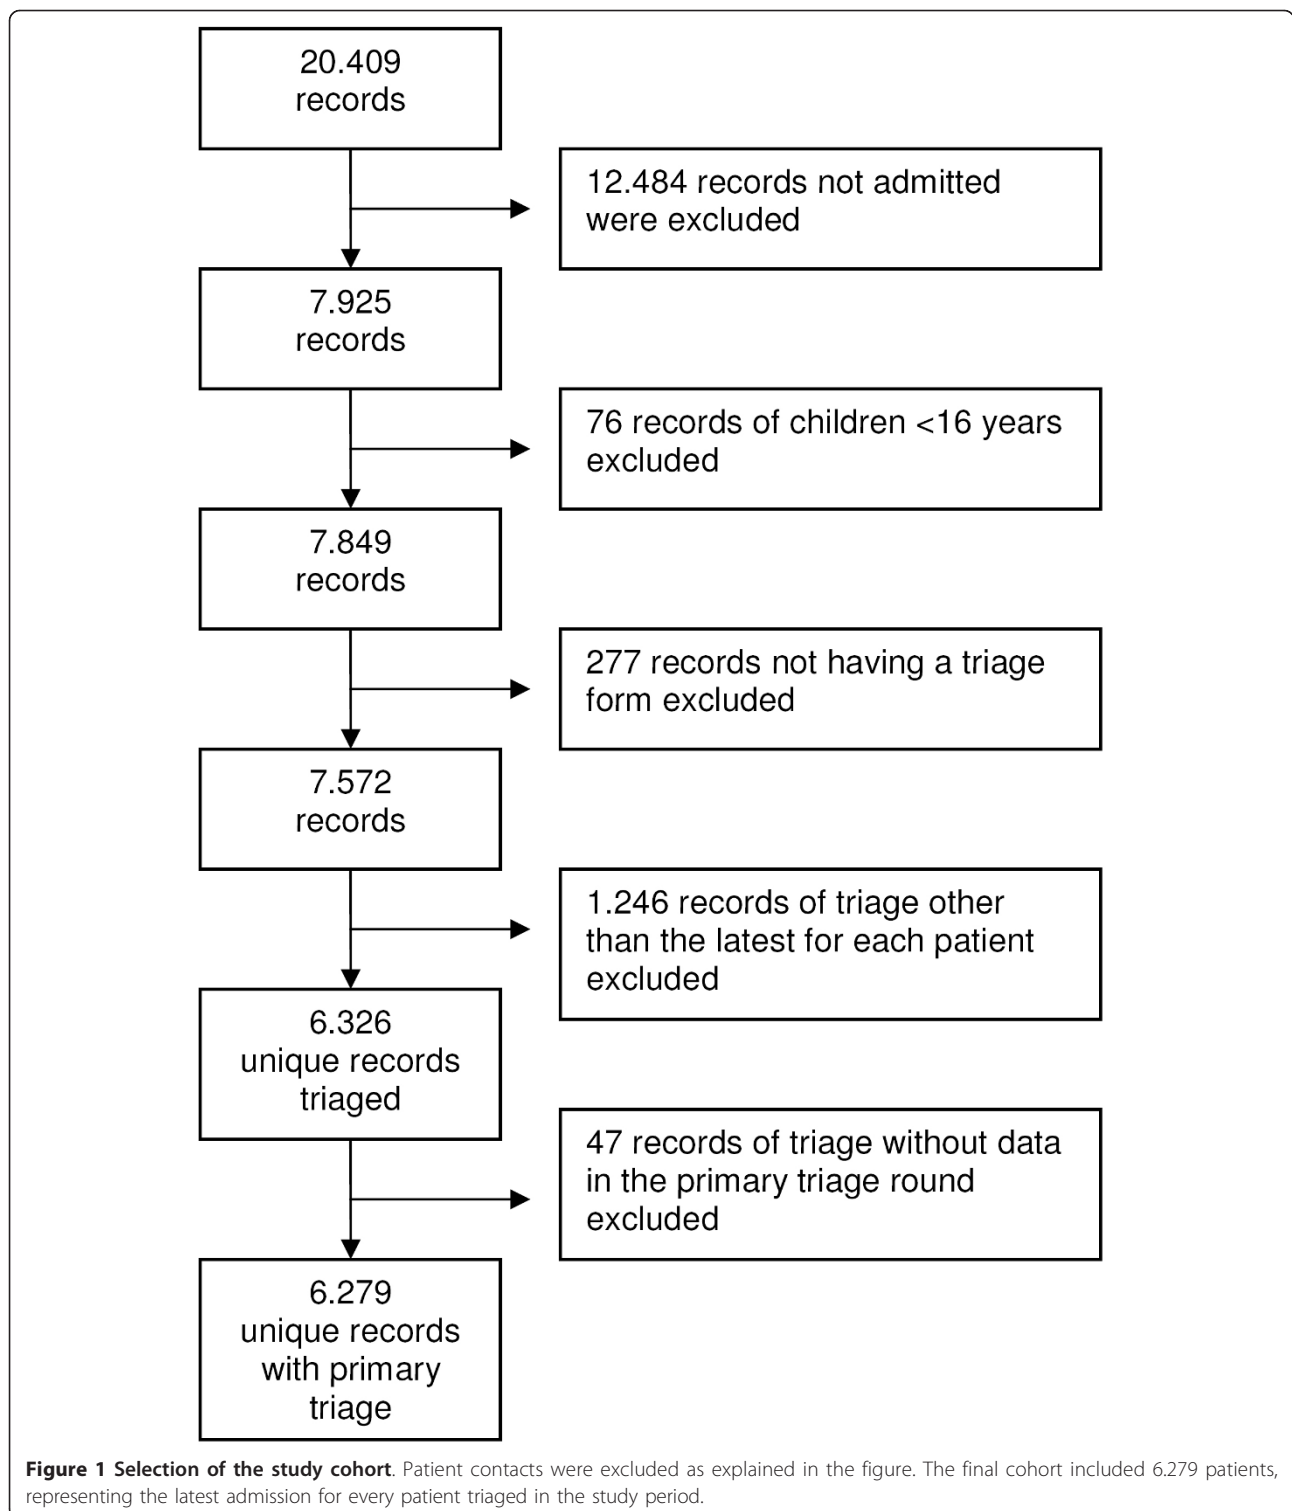 20.409
records
12.484 records not admitted
were excluded
7.925
records
76 records of children <16 years
excluded
7.849
records
277 records not having a triage
form excluded
7.572
records
1.246 records of triage other
than the latest for each patient
excluded
6.326
unique records
triaged
47 records of triage without data
in the primary triage round
excluded
6.279
unique records
with primary
triage
Figure 1 Selection of the study cohort. Patient contacts were excluded as explained in the figure. The final cohort included 6.279 patients,
representing the latest admission for every patient triaged in the study period.